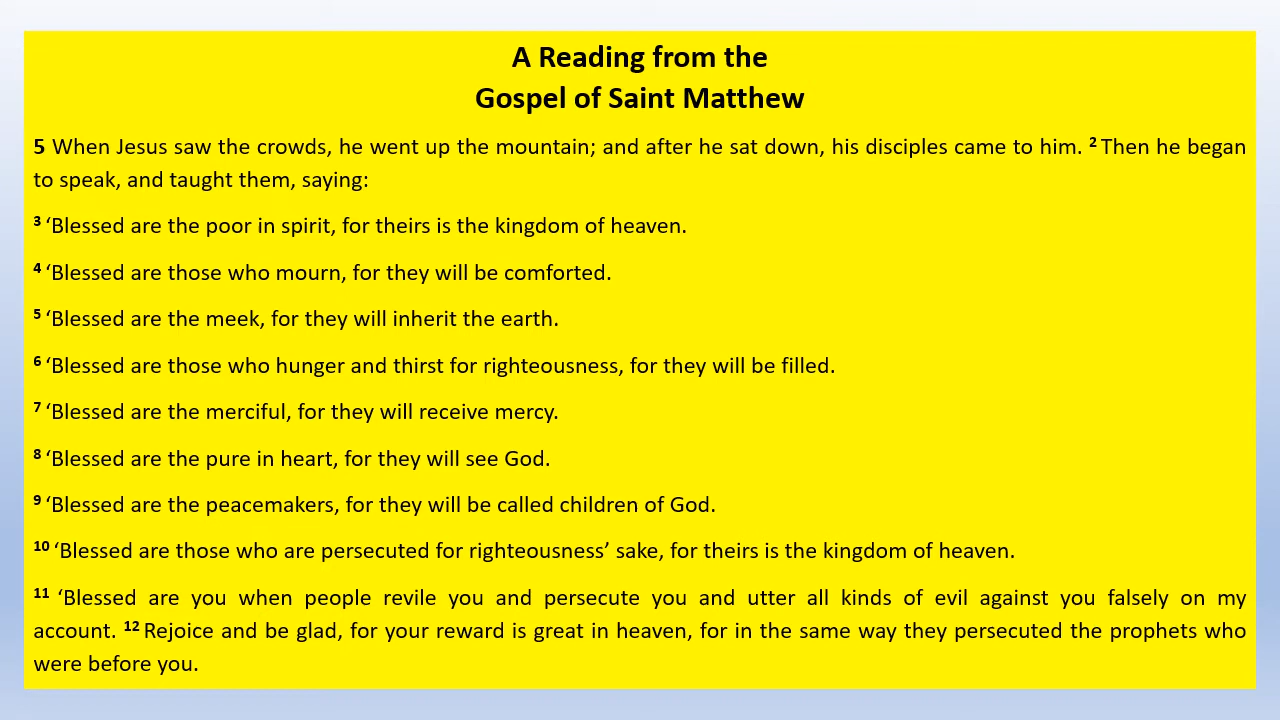 A Reading from the
Gospel of Saint Matthew
5 When Jesus saw the crowds, he went up the mountain; and after he sat down, his disciples came to him. 2 Then he began
to speak, and taught them, saying:
3 ‘Blessed are the poor in spirit, for theirs is the kingdom of heaven.
4 ‘Blessed are those who mourn, for they will be comforted.
5 ‘Blessed are the meek, for they will inherit the earth.
6 ‘Blessed are those who hunger and thirst for righteousness, for they will be filled.
7 ‘Blessed are the merciful, for they will receive mercy.
8 ‘Blessed are the pure in heart, for they will see God.
9 ‘Blessed are the peacemakers, for they will be called children of God.
10 ‘Blessed are those who are persecuted for righteousness’ sake, for theirs is the kingdom of heaven.
11 ‘Blessed are you when people revile you and persecute you and utter all kinds of evil against you falsely on my
account. 12 Rejoice and be glad, for your reward is great in heaven, for in the same way they persecuted the prophets who
were before you.